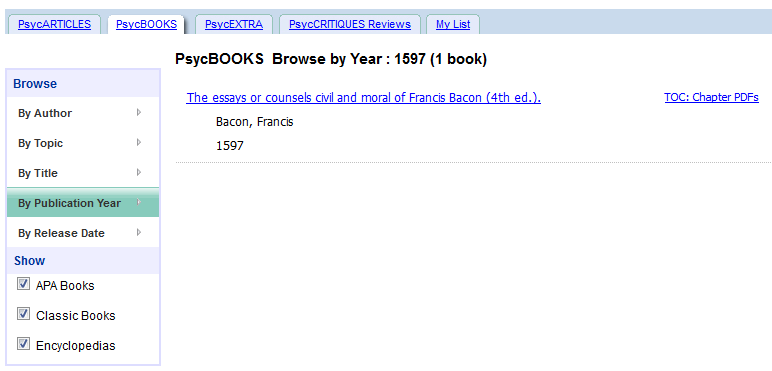 PsycARTICLES PsycBOOKS PsycEXTRA PsycCRITIQUES Reviews My List
PsycBOOKS Browse by Year : 1597 (1 book)
Browse
By Author
By Topic
By Title
By Publication Year
By Release Date
Show
APA Books
Classic Books
Encyclopedias
The essays or counsels civil and moral of Francis Bacon (4th ed.). TOC: Chapter PDFs
Bacon, Francis
1597